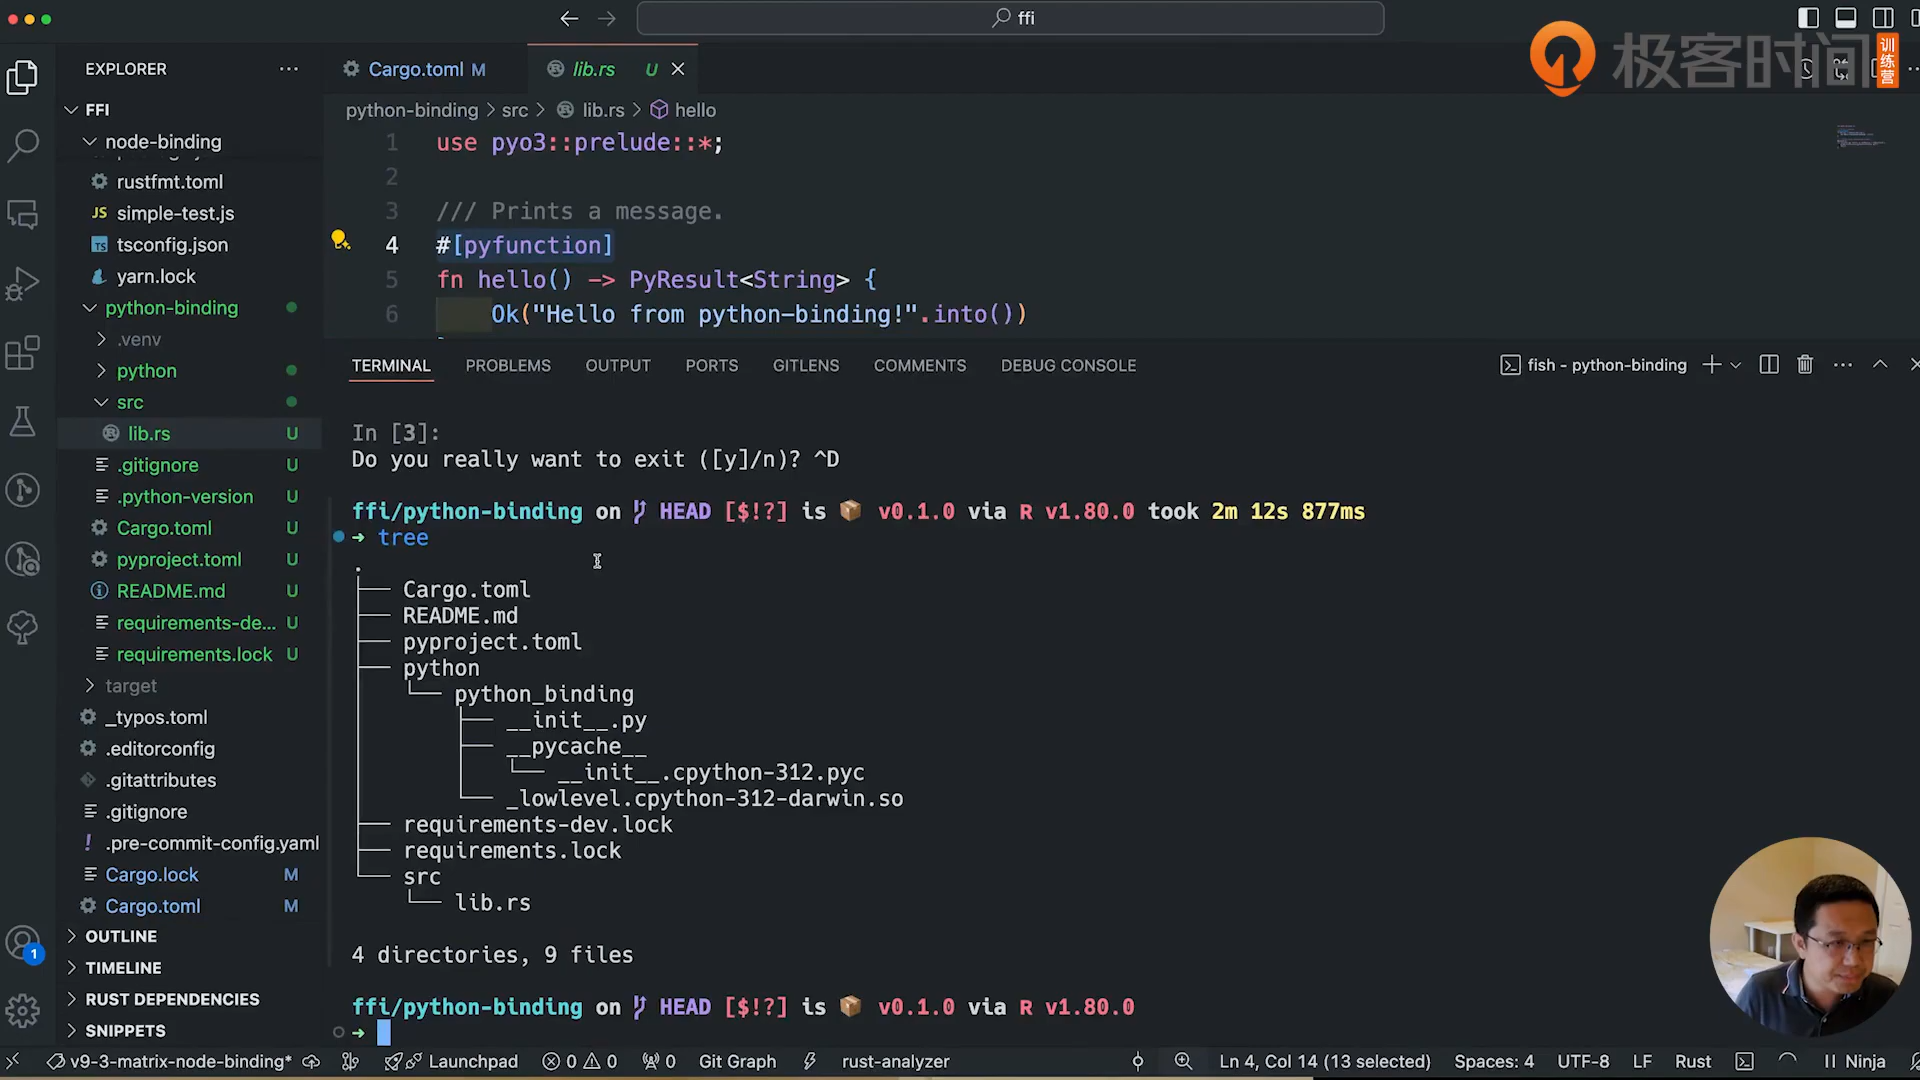 ffi
极客时间 训练营
EXPLORER
FFI
node-binding
rustfmt.toml
JS simple-test.js
TS tsconfig.json
yarn.lock
python-binding
.venv
python
src
lib.rs U
.gitignore U
.python-version U
Cargo.toml U
pyproject.toml U
README.md U
requirements-de... U
requirements.lock U
target
_typos.toml
.editorconfig
.gitattributes
.gitignore
! .pre-commit-config.yaml
Cargo.lock M
Cargo.toml M
OUTLINE
TIMELINE
RUST DEPENDENCIES
SNIPPETS
1
Cargo.toml M
lib.rs U
python-binding > src > lib.rs > hello
1 use pyo3::prelude::*;
2
3 /// Prints a message.
4 #[pyfunction]
5 fn hello() -> PyResult<String> {
6 Ok("Hello from python-binding!".into())
TERMINAL PROBLEMS OUTPUT PORTS GITLENS COMMENTS DEBUG CONSOLE
fish - python-binding
In [3]:
Do you really want to exit ([y]/n)? ^D
ffi/python-binding on HEAD [$!?] is 📦 v0.1.0 via R v1.80.0 took 2m 12s 877ms
➜ tree
.
├── Cargo.toml
├── README.md
├── pyproject.toml
├── python
│   └── python_binding
│       ├── __init__.py
│       ├── __pycache__
│       │   └── __init__.cpython-312.pyc
│       └── _lowlevel.cpython-312-darwin.so
├── requirements-dev.lock
├── requirements.lock
└── src
    └── lib.rs
4 directories, 9 files
ffi/python-binding on HEAD [$!?] is 📦 v0.1.0 via R v1.80.0
➜
v9-3-matrix-node-binding* Launchpad 0 0 0 Git Graph rust-analyzer Ln 4, Col 14 (13 selected) Spaces: 4 UTF-8 LF Rust Ninja